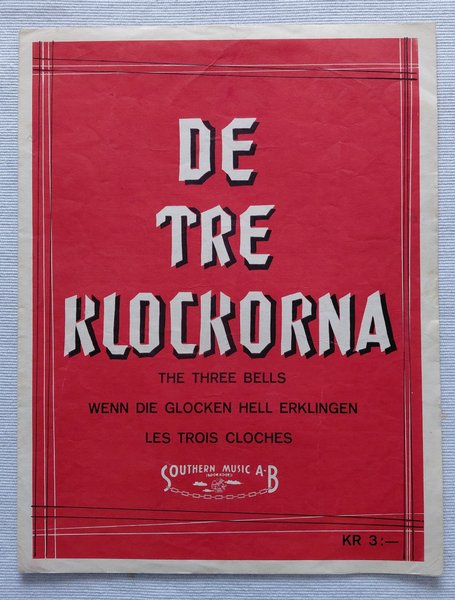 DE
TRE
KLOCKORNA
THE THREE BELLS
WENN DIE GLOCKEN HELL ERKLINGEN
LES TROIS CLOCHES
SOUTHERN MUSIC A-B
KR 3:—